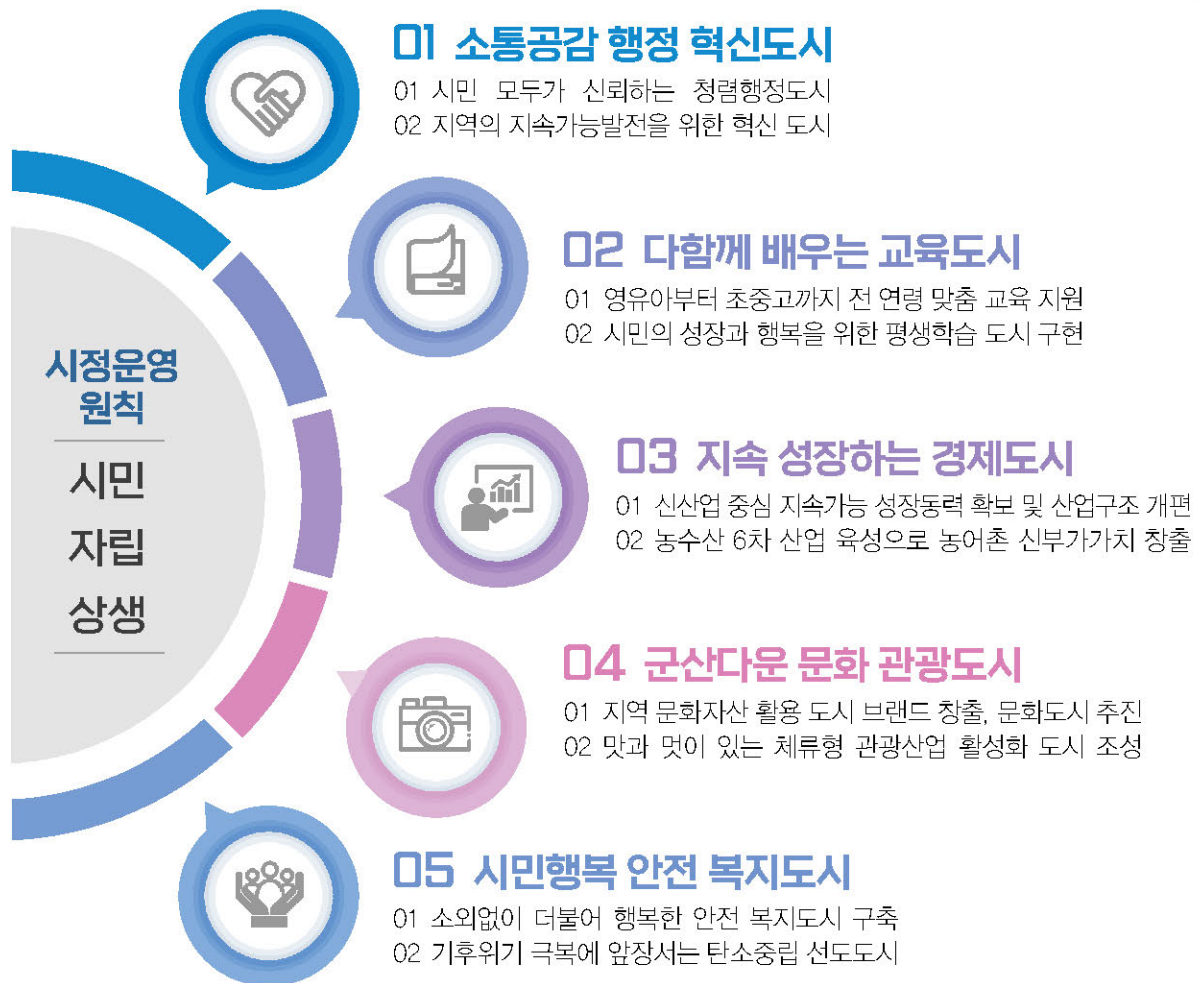 01 소통공감 행정 혁신도시
01 시민 모두가 신뢰하는 청렴행정도시
02 지역의 지속가능발전을 위한 혁신 도시
02 다함께 배우는 교육도시
01 영유아부터 초중고까지 전 연령 맞춤 교육 지원
02 시민의 성장과 행복을 위한 평생학습 도시 구현
시정운영
원칙
시민
자립
상생
03 지속 성장하는 경제도시
01 신산업 중심 지속가능 성장동력 확보 및 산업구조 개편
02 농수산 6차 산업 육성으로 농어촌 신부가가치 창출
04 군산다운 문화 관광도시
01 지역 문화자산 활용 도시 브랜드 창출, 문화도시 추진
02 맛과 멋이 있는 체류형 관광산업 활성화 도시 조성
05 시민행복 안전 복지도시
01 소외없이 더불어 행복한 안전 복지도시 구축
02 기후위기 극복에 앞장서는 탄소중립 선도도시